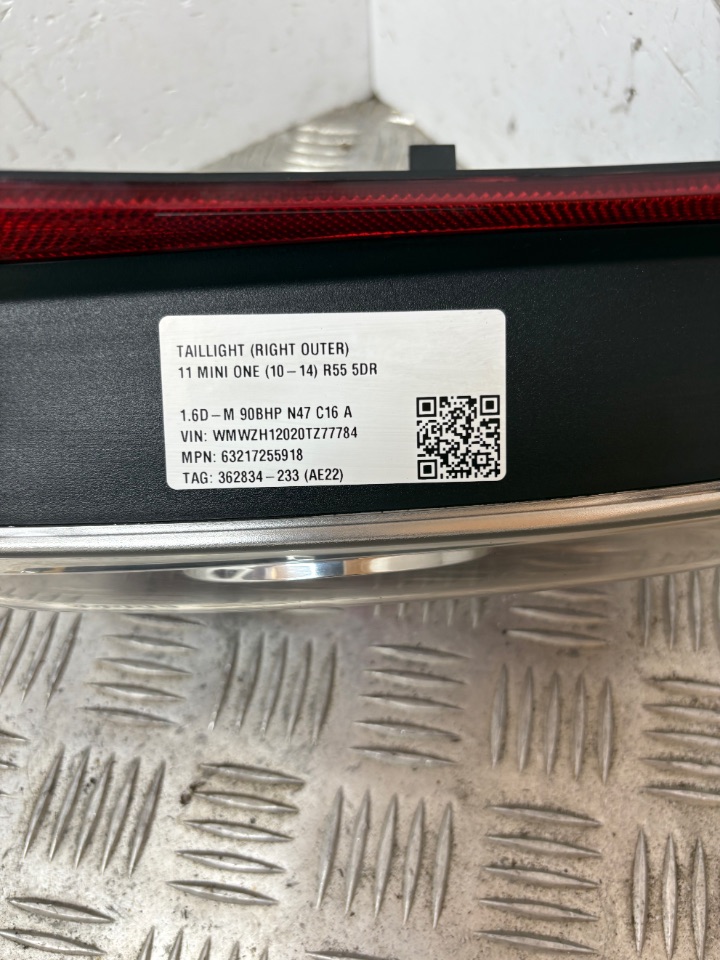 TAILLIGHT (RIGHT OUTER)
11 MINI ONE (10-14) R55 5DR
1.6D-M 90BHP N47 C16 A
VIN: WMWZH12020TZ77784
MPN: 63217255918
TAG: 362834-233 (AE22)